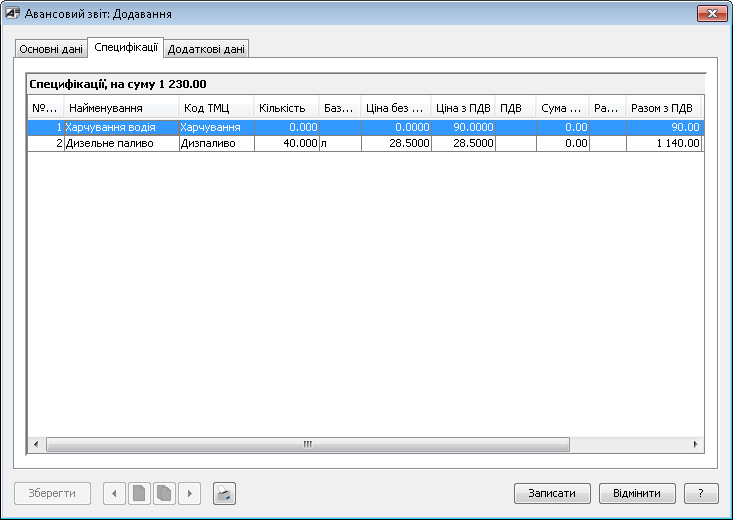 Авансовий звіт: Додавання
Основні дані Специфікації Додаткові дані
Специфікації, на суму 1 230.00
№... Найменування Код ТМЦ Кількість Баз... Ціна без ... Ціна з ПДВ ПДВ Сума ... Ра... Разом з ПДВ
1 Харчування водія Харчування 0.000 0.0000 90.0000 0.00 90.00
2 Дизельне паливо Дизпаливо 40.000 л 28.5000 28.5000 0.00 1 140.00
Зберегти Записати Відмінити ?